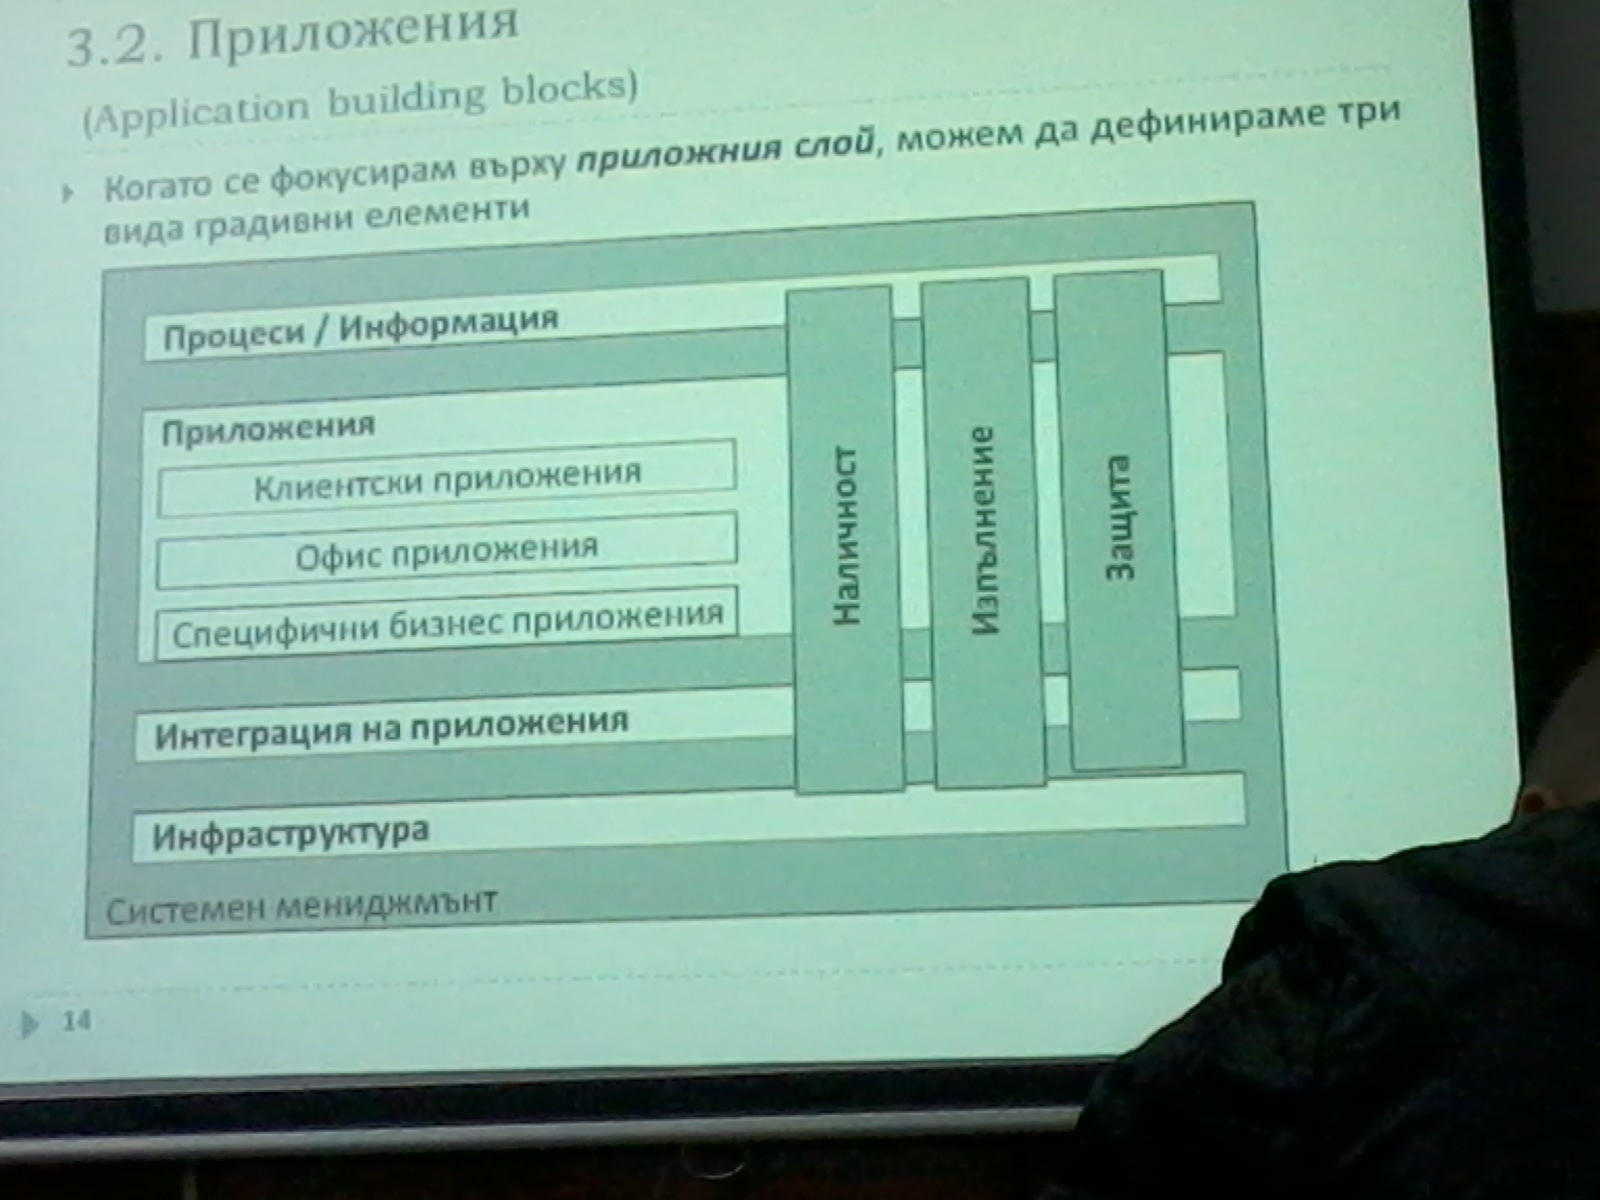 3.2. Приложения
(Application building blocks)
Когато се фокусирам върху приложния слой, можем да дефинираме три
вида градивни елементи
Процеси / Информация
Приложения
Клиентски приложения
Офис приложения
Специфични бизнес приложения
Интеграция на приложения
Инфраструктура
Системен мениджмънт
Наличност
Изпълнение
Защита
14